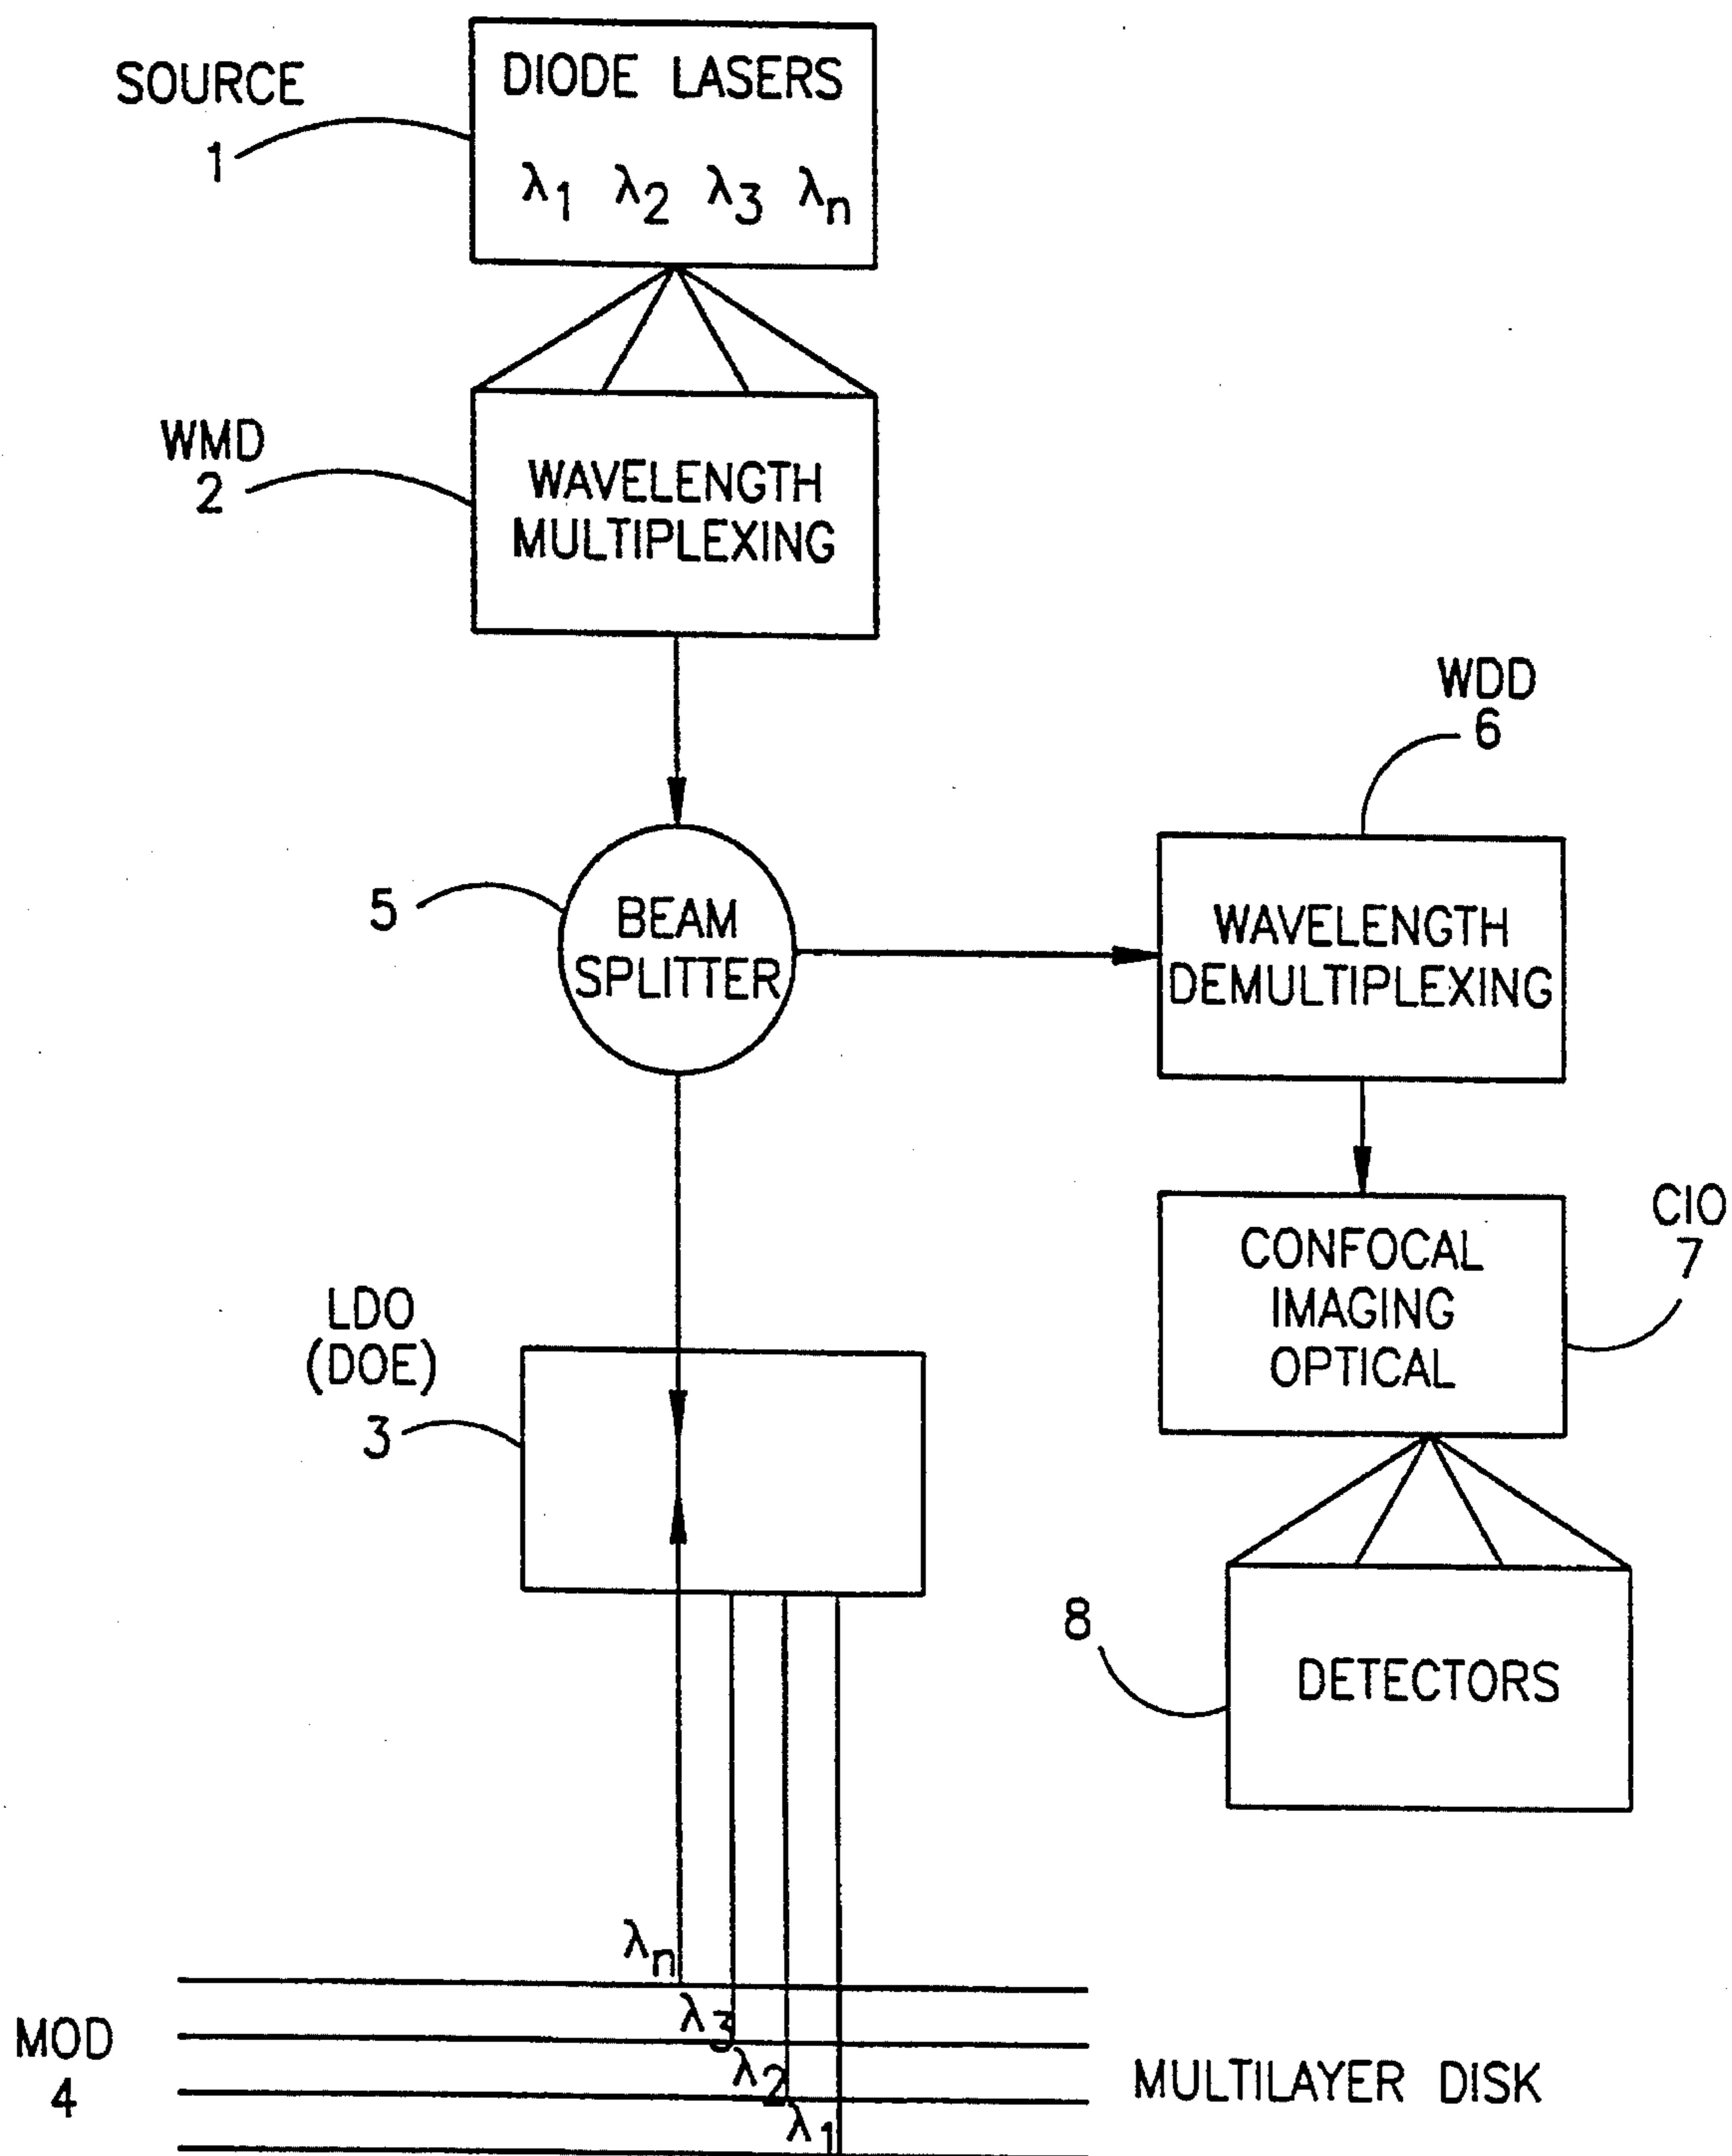 SOURCE
1
DIODE LASERS
λ1 λ2 λ3 λn
WMD
2
WAVELENGTH
MULTIPLEXING
5
BEAM
SPLITTER
WDD
6
WAVELENGTH
DEMULTIPLEXING
CIO
7
CONFOCAL
IMAGING
OPTICAL
LDO
(DOE)
3
8
DETECTORS
λn
λ3
λ2
λ1
MOD
4
MULTILAYER DISK